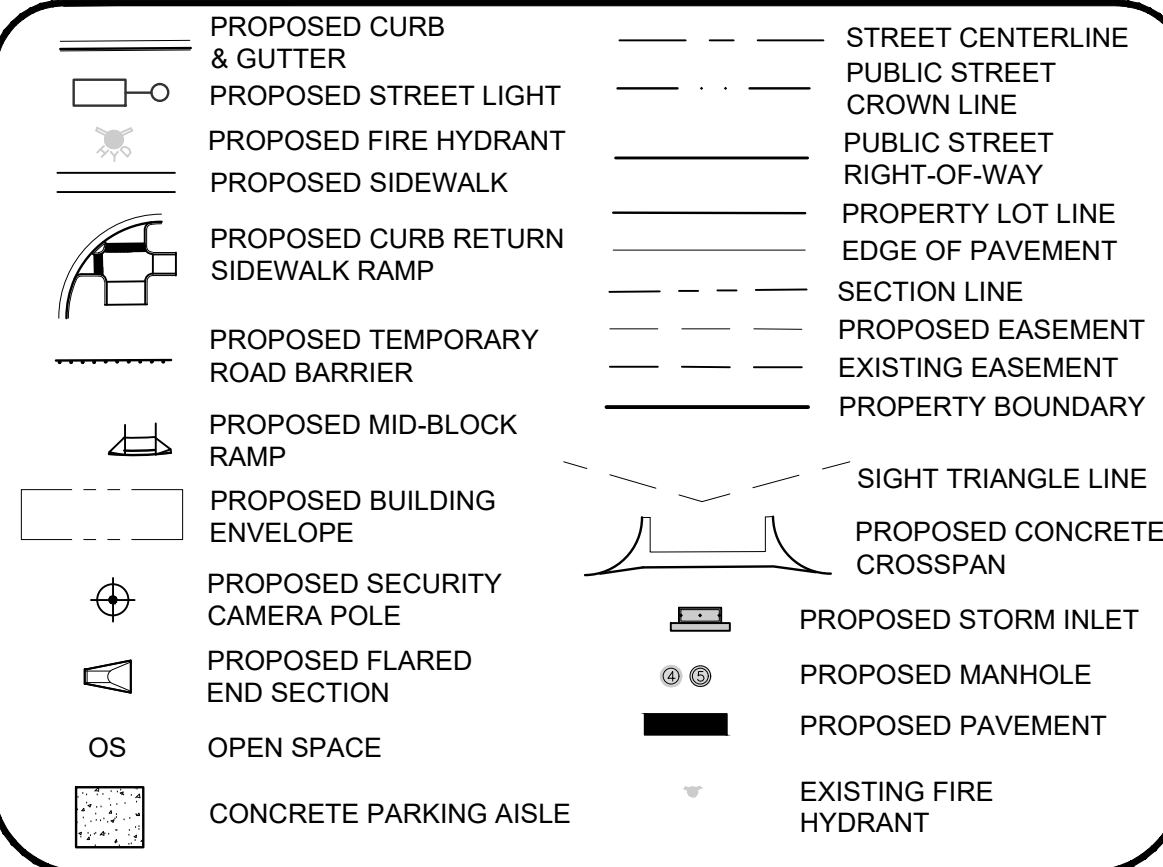 PROPOSED CURB
& GUTTER
PROPOSED STREET LIGHT
HYD
PROPOSED FIRE HYDRANT
PROPOSED SIDEWALK
PROPOSED CURB RETURN
SIDEWALK RAMP
PROPOSED TEMPORARY
ROAD BARRIER
PROPOSED MID-BLOCK
RAMP
PROPOSED BUILDING
ENVELOPE
PROPOSED SECURITY
CAMERA POLE
PROPOSED FLARED
END SECTION
OS OPEN SPACE
CONCRETE PARKING AISLE
STREET CENTERLINE
PUBLIC STREET
CROWN LINE
PUBLIC STREET
RIGHT-OF-WAY
PROPERTY LOT LINE
EDGE OF PAVEMENT
SECTION LINE
PROPOSED EASEMENT
EXISTING EASEMENT
PROPERTY BOUNDARY
SIGHT TRIANGLE LINE
PROPOSED CONCRETE
CROSSPAN
PROPOSED STORM INLET
4 5 PROPOSED MANHOLE
PROPOSED PAVEMENT
EXISTING FIRE
HYDRANT